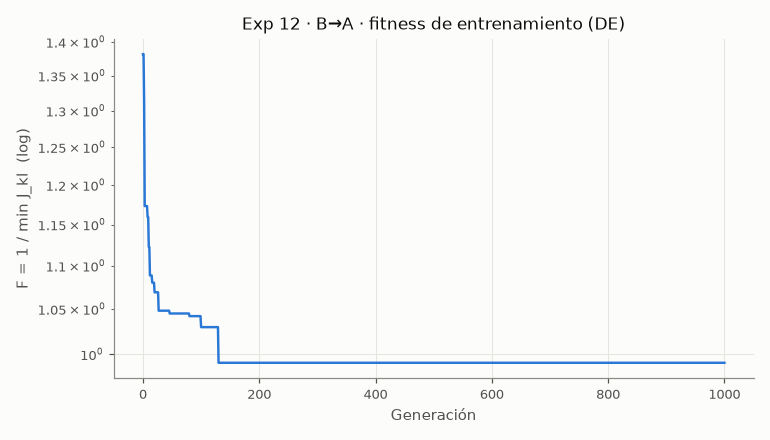 Exp 12 · B→A · fitness de entrenamiento (DE)
F = 1 / min J_kl (log)
1.4 × 10⁰
1.35 × 10⁰
1.3 × 10⁰
1.25 × 10⁰
1.2 × 10⁰
1.15 × 10⁰
1.1 × 10⁰
1.05 × 10⁰
10⁰
0 200 400 600 800 1000
Generación